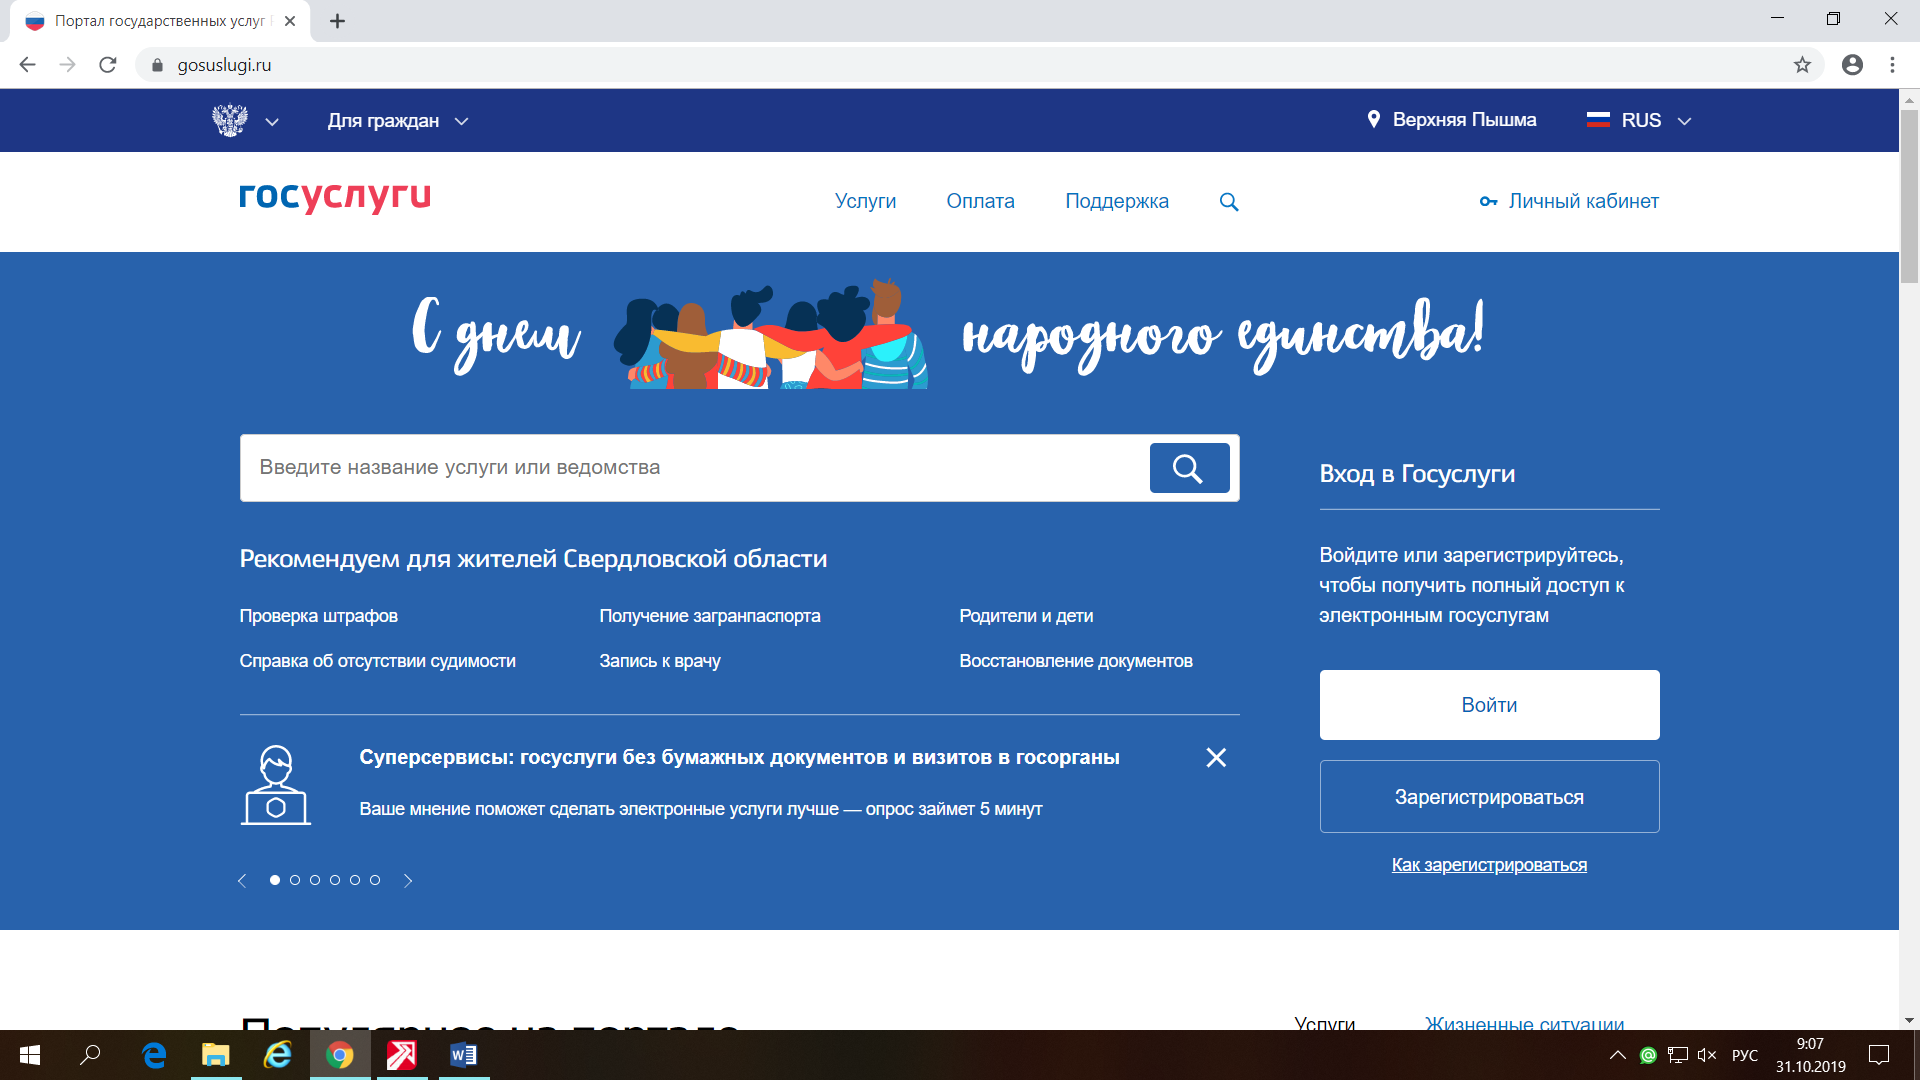 Портал государственных услуг
gosuslugi.ru
Для граждан
Верхняя Пышма
RUS
госуслуги
Услуги
Оплата
Поддержка
Личный кабинет
С днем народного единства!
Введите название услуги или ведомства
Рекомендуем для жителей Свердловской области
Проверка штрафов
Получение загранпаспорта
Родители и дети
Справка об отсутствии судимости
Запись к врачу
Восстановление документов
Суперсервисы: госуслуги без бумажных документов и визитов в госорганы
Ваше мнение поможет сделать электронные услуги лучше — опрос займет 5 минут
Вход в Госуслуги
Войдите или зарегистрируйтесь,
чтобы получить полный доступ к
электронным госуслугам
Войти
Зарегистрироваться
Как зарегистрироваться
Популярное на портале
Услуги
Жизненные ситуации
РУС
9:07
31.10.2019